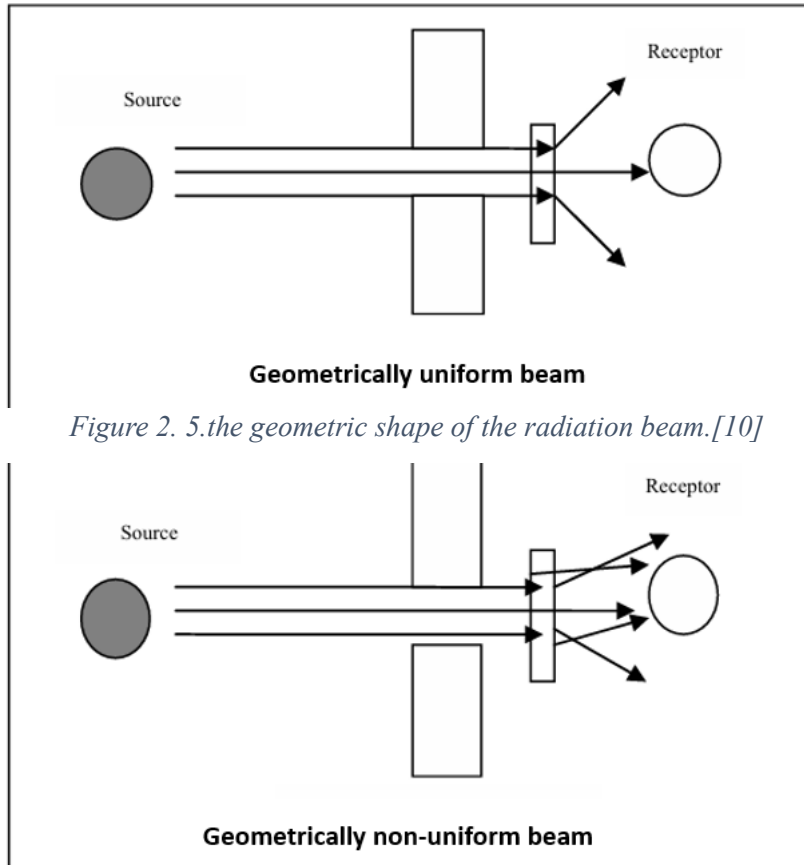 Receptor
Source
Geometrically uniform beam
Figure 2. 5.the geometric shape of the radiation beam.[10]
Receptor
Source
Geometrically non-uniform beam